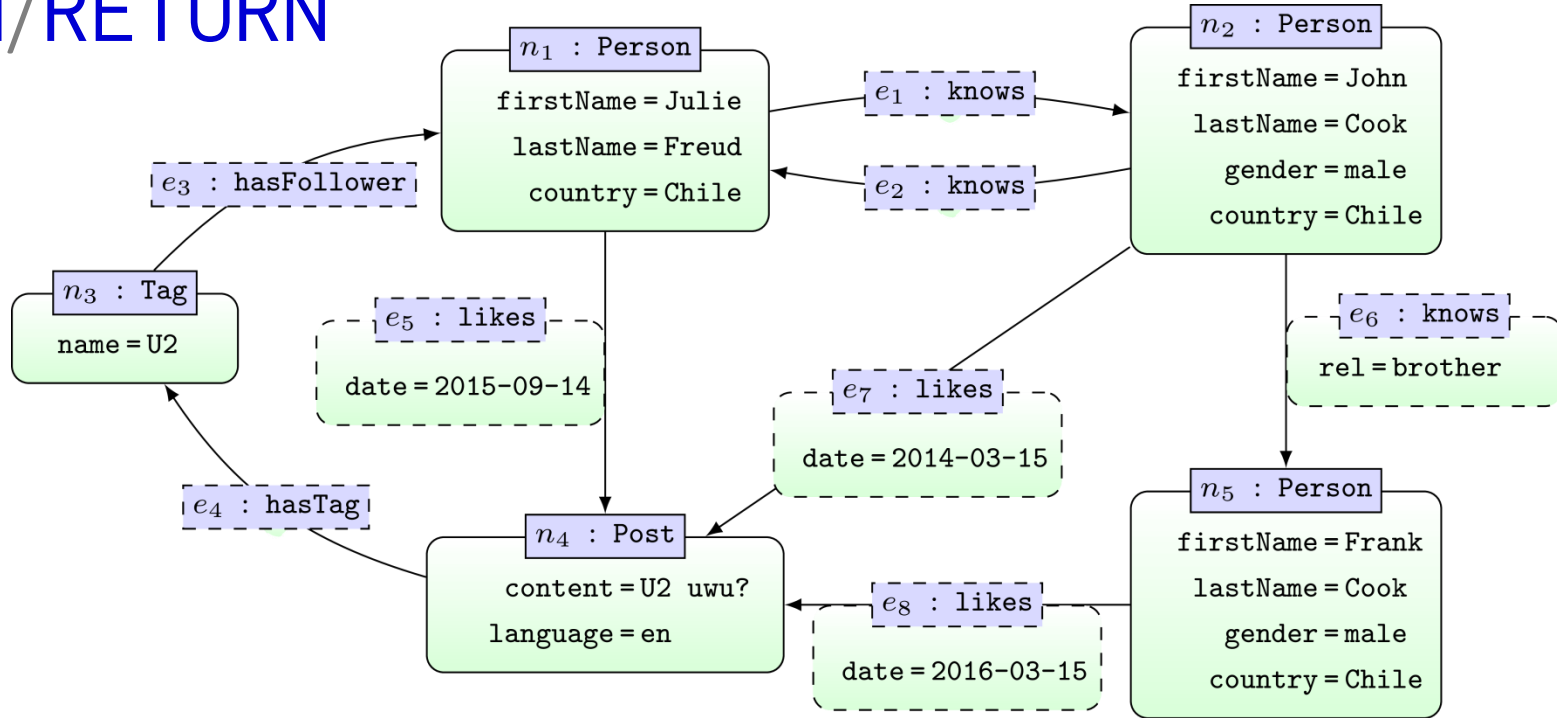 /RETURN
n1 : Person
firstName = Julie
lastName = Freud
country = Chile
e1 : knows
e2 : knows
n2 : Person
firstName = John
lastName = Cook
gender = male
country = Chile
e3 : hasFollower
n3 : Tag
name = U2
e5 : likes
date = 2015-09-14
e6 : knows
rel = brother
e7 : likes
date = 2014-03-15
e4 : hasTag
n4 : Post
content = U2 uwu?
language = en
e8 : likes
date = 2016-03-15
n5 : Person
firstName = Frank
lastName = Cook
gender = male
country = Chile